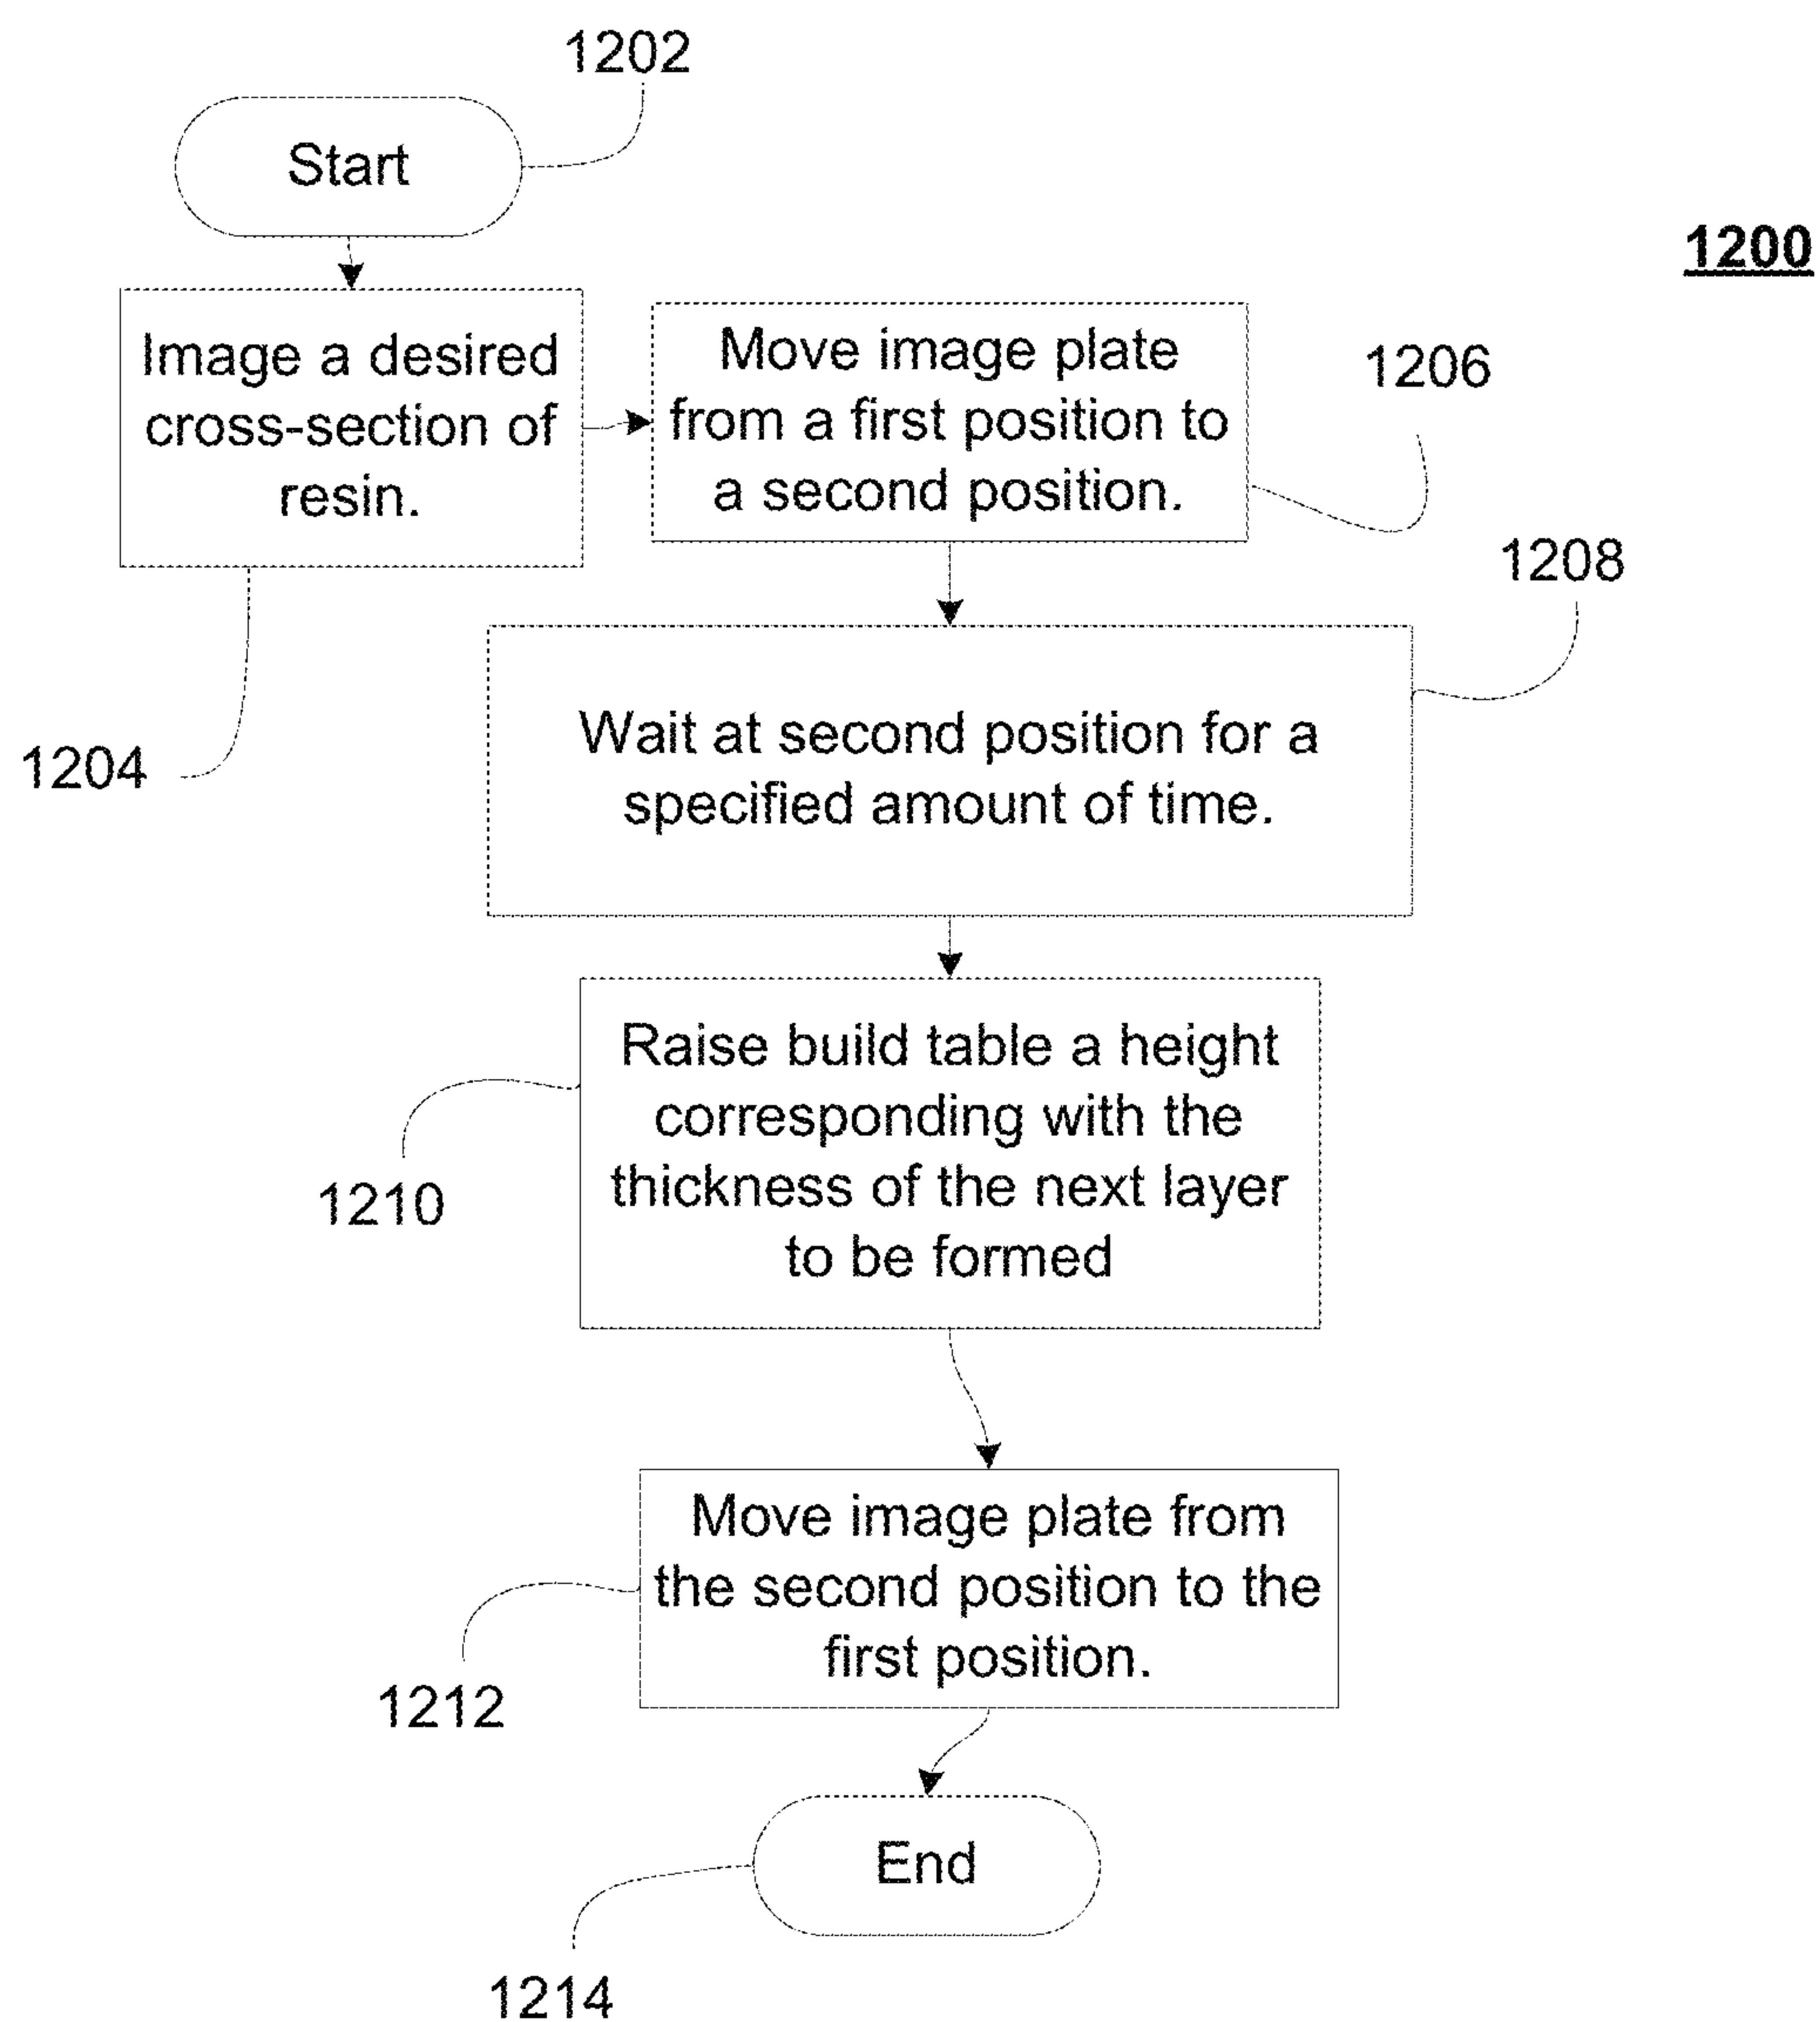 1202
Start
1200
Image a desired
cross-section of
resin.
Move image plate
from a first position to
a second position.
1206
1208
1204
Wait at second position for a
specified amount of time.
Raise build table a height
corresponding with the
thickness of the next layer
to be formed
1210
Move image plate from
the second position to the
first position.
1212
End
1214